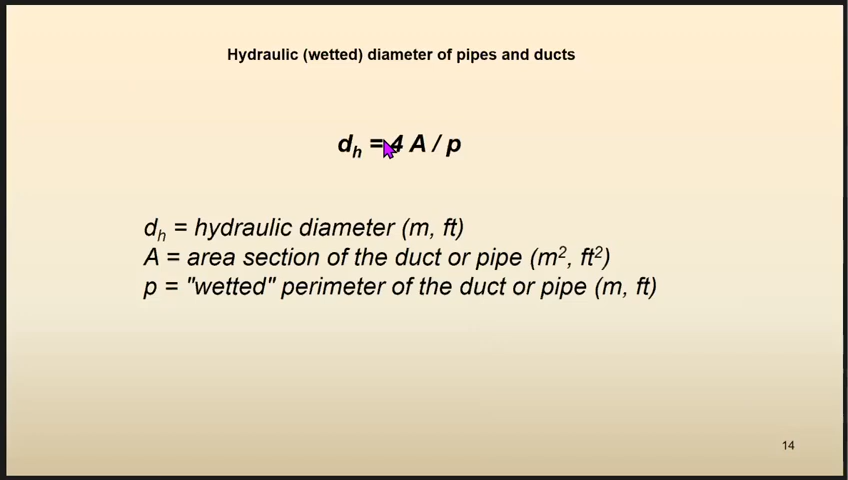 Hydraulic (wetted) diameter of pipes and ducts
dₕ = 4 A / p
dₕ = hydraulic diameter (m, ft)
A = area section of the duct or pipe (m², ft²)
p = "wetted" perimeter of the duct or pipe (m, ft)
14